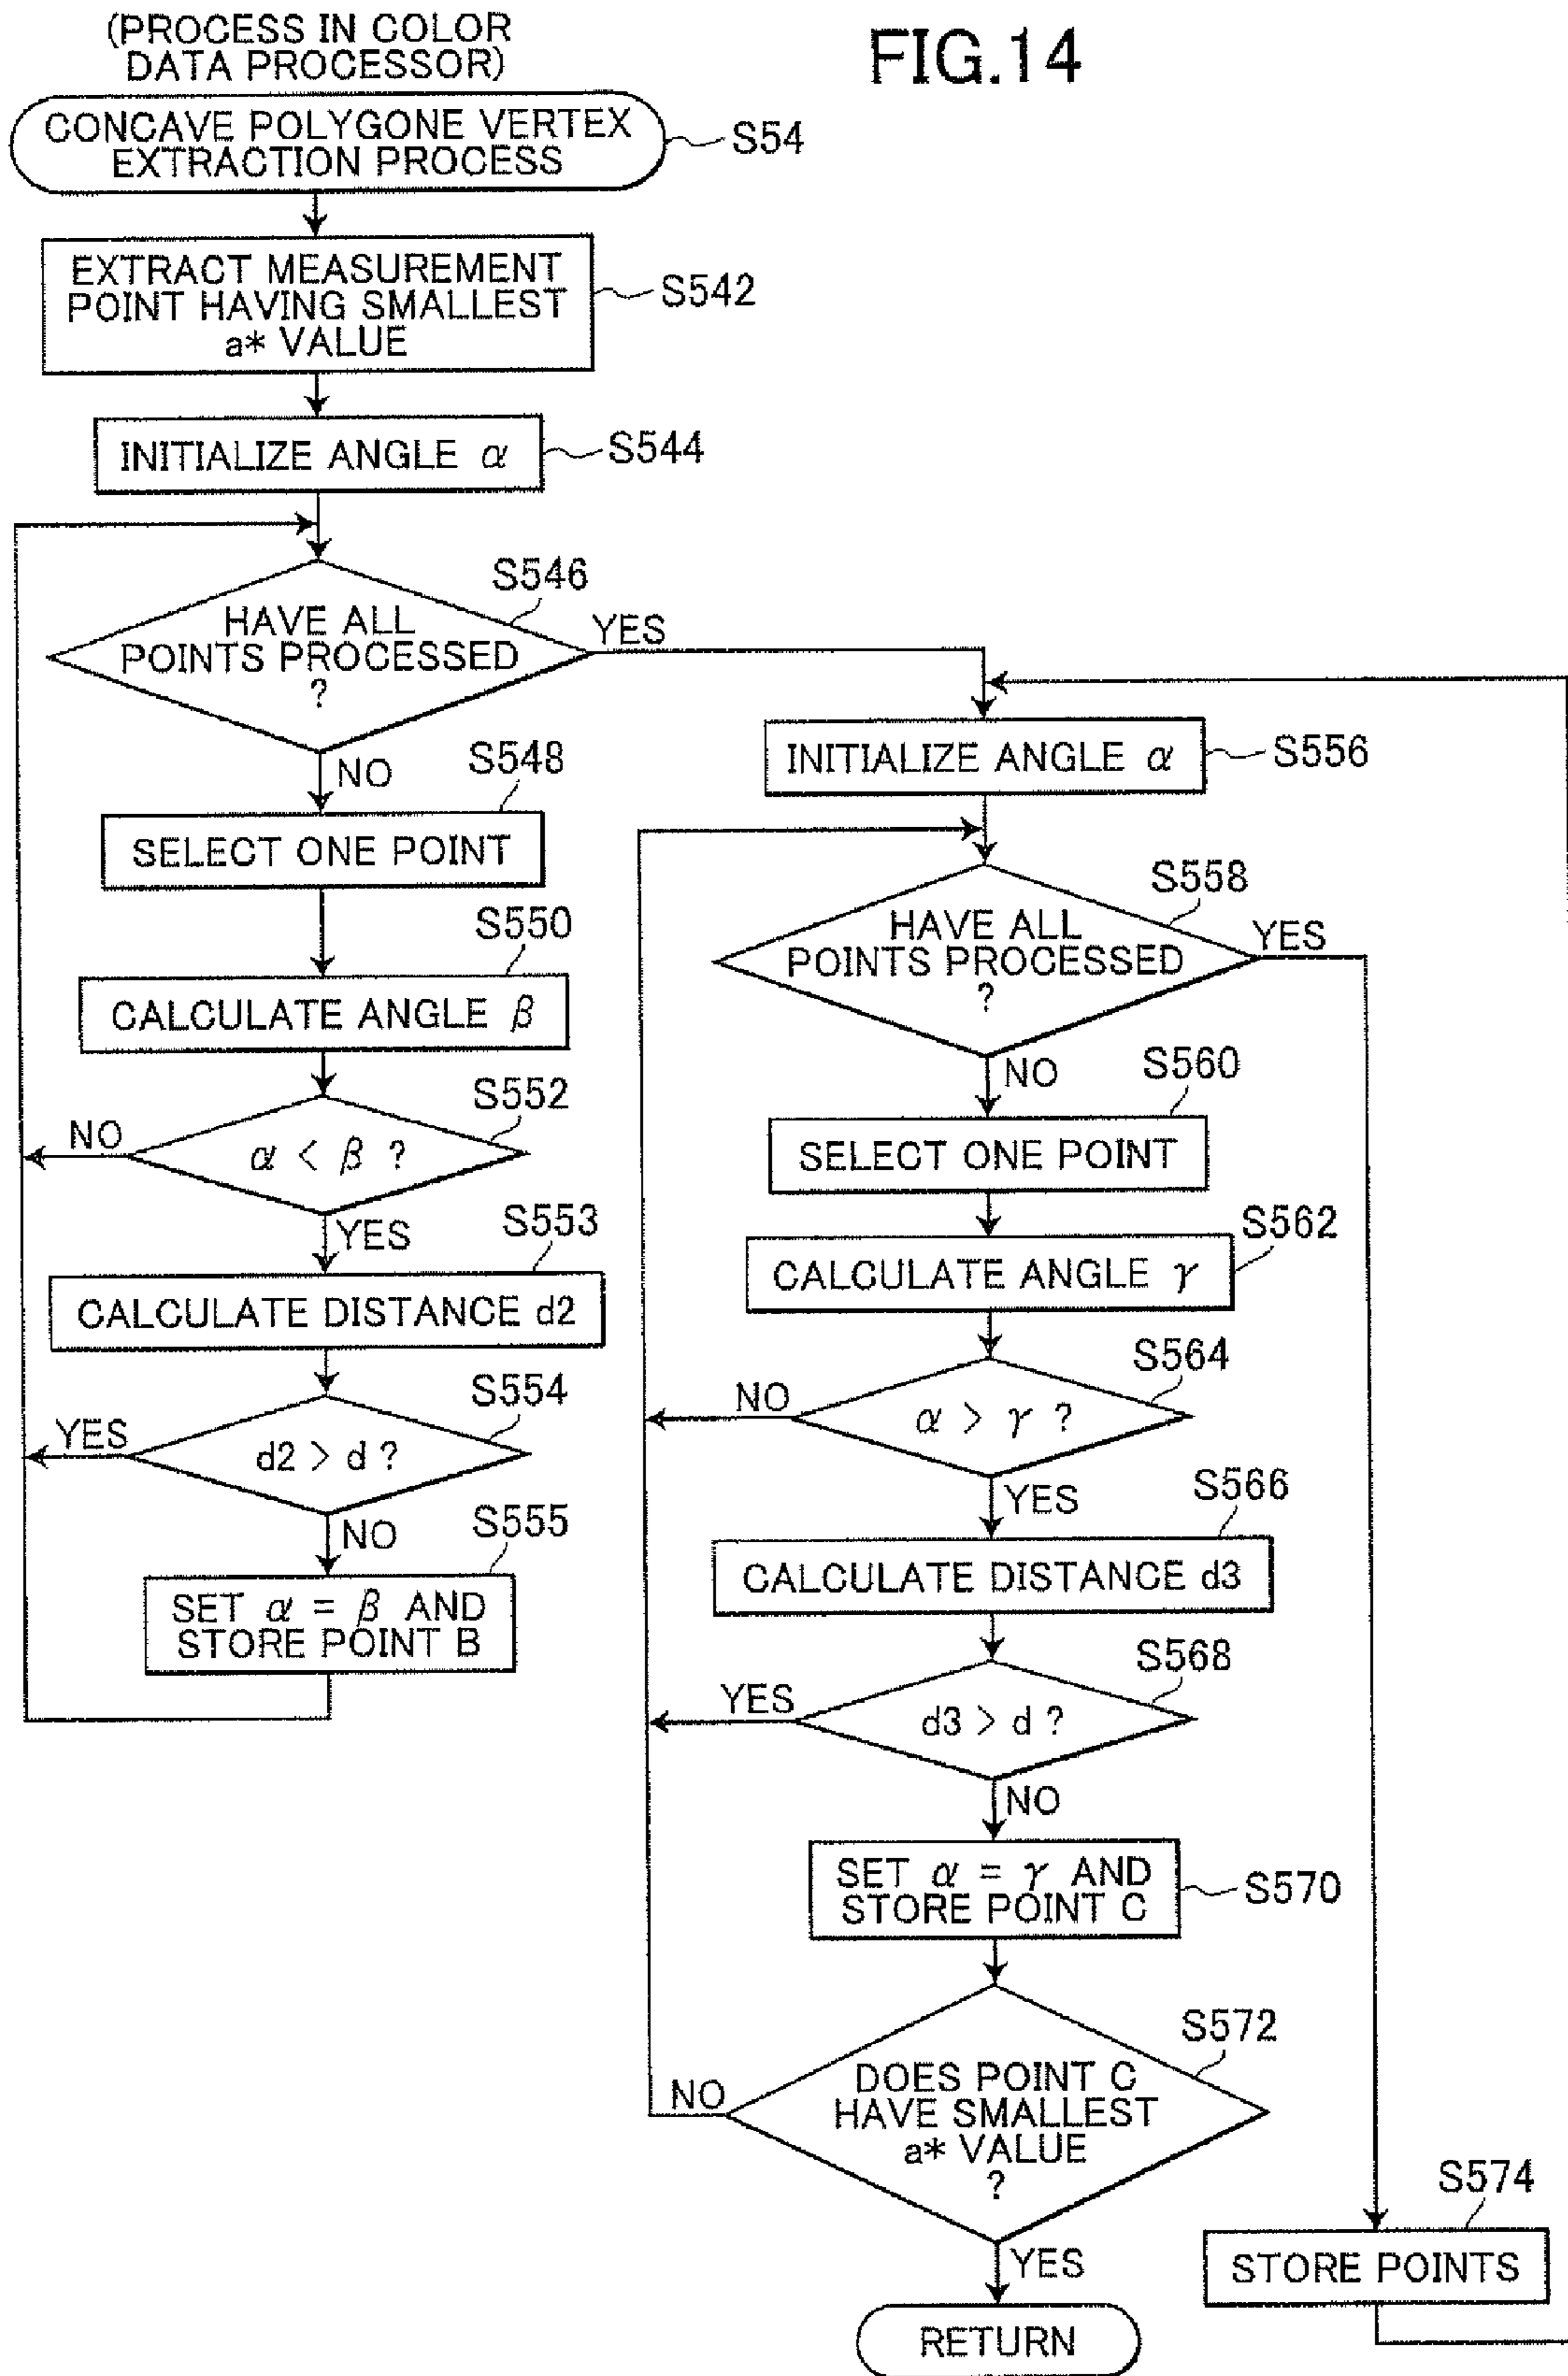 (PROCESS IN COLOR
DATA PROCESSOR)
FIG.14
CONCAVE POLYGONE VERTEX
EXTRACTION PROCESS
S54
EXTRACT MEASUREMENT
POINT HAVING SMALLEST
a* VALUE
S542
INITIALIZE ANGLE α
S544
HAVE ALL
POINTS PROCESSED
?
S546
YES
NO
S548
SELECT ONE POINT
S550
CALCULATE ANGLE β
S552
α < β ?
NO
YES
S553
CALCULATE DISTANCE d2
S554
d2 > d ?
YES
NO
S555
SET α = β AND
STORE POINT B
INITIALIZE ANGLE α
S556
S558
HAVE ALL
POINTS PROCESSED
?
YES
NO
S560
SELECT ONE POINT
S562
CALCULATE ANGLE γ
S564
α > γ ?
NO
YES
S566
CALCULATE DISTANCE d3
S568
d3 > d ?
YES
NO
SET α = γ AND
STORE POINT C
S570
S572
DOES POINT C
HAVE SMALLEST
a* VALUE
?
NO
YES
RETURN
S574
STORE POINTS